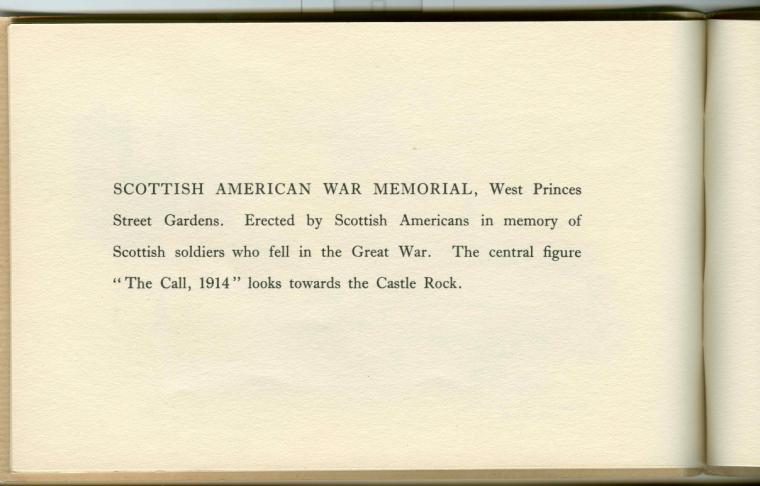 SCOTTISH AMERICAN WAR MEMORIAL, West Princes
Street Gardens. Erected by Scottish Americans in memory of
Scottish soldiers who fell in the Great War. The central figure
“The Call, 1914” looks towards the Castle Rock.